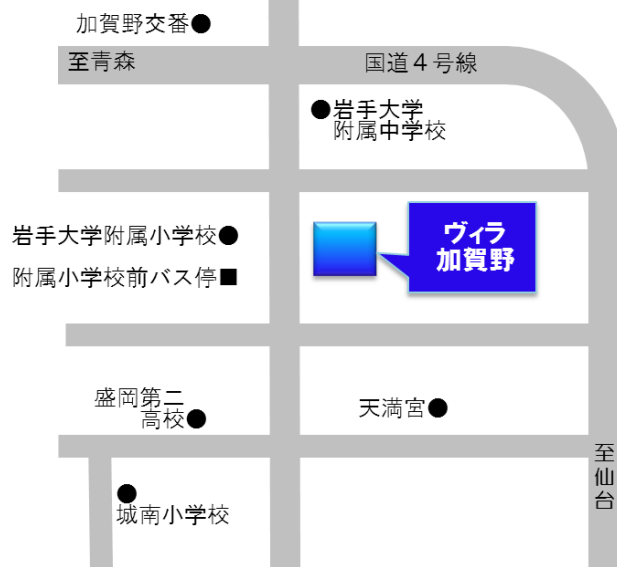 加賀野交番●
至青森
国道4号線
●岩手大学
附属中学校
岩手大学附属小学校●
附属小学校前バス停■
ヴィラ
加賀野
盛岡第二
高校●
天満宮●
至仙台
●
城南小学校